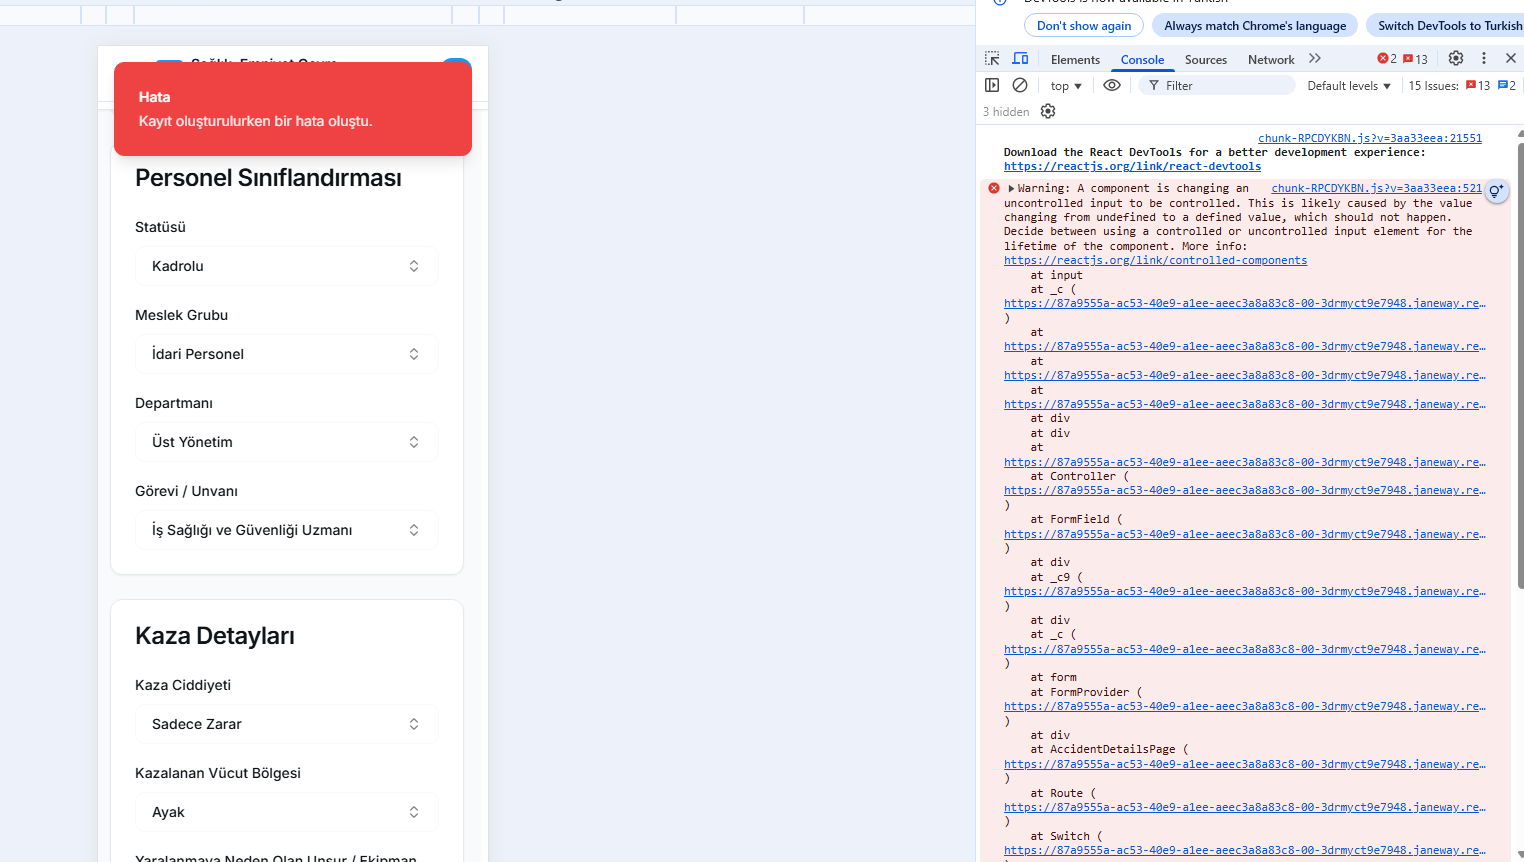 Hata
Kayıt oluşturulurken bir hata oluştu.
Personel Sınıflandırması
Statüsü
Kadrolu
Meslek Grubu
İdari Personel
Departmanı
Üst Yönetim
Görevi / Unvanı
İş Sağlığı ve Güvenliği Uzmanı
Kaza Detayları
Kaza Ciddiyeti
Sadece Zarar
Kazalanan Vücut Bölgesi
Ayak
Yaralanmaya Neden Olan Unsur / Ekipman
DevTools is now available in Turkish
Don't show again
Always match Chrome's language
Switch DevTools to Turkish
Elements
Console
Sources
Network
2
13
top
Filter
Default levels
15 Issues:
13
2
3 hidden
chunk-RPCDYKBN.js?v=3aa33eea:21551
Download the React DevTools for a better development experience:
https://reactjs.org/link/react-devtools
Warning: A component is changing an chunk-RPCDYKBN.js?v=3aa33eea:521
uncontrolled input to be controlled. This is likely caused by the value
changing from undefined to a defined value, which should not happen.
Decide between using a controlled or uncontrolled input element for the
lifetime of the component. More info:
https://reactjs.org/link/controlled-components
at input
at _c (
https://87a9555a-ac53-40e9-a1ee-aeec3a8a83c8-00-3drmyct9e7948.janeway.re…
)
at
https://87a9555a-ac53-40e9-a1ee-aeec3a8a83c8-00-3drmyct9e7948.janeway.re…
at
https://87a9555a-ac53-40e9-a1ee-aeec3a8a83c8-00-3drmyct9e7948.janeway.re…
at
https://87a9555a-ac53-40e9-a1ee-aeec3a8a83c8-00-3drmyct9e7948.janeway.re…
at div
at div
at
https://87a9555a-ac53-40e9-a1ee-aeec3a8a83c8-00-3drmyct9e7948.janeway.re…
at Controller (
https://87a9555a-ac53-40e9-a1ee-aeec3a8a83c8-00-3drmyct9e7948.janeway.re…
)
at FormField (
https://87a9555a-ac53-40e9-a1ee-aeec3a8a83c8-00-3drmyct9e7948.janeway.re…
)
at div
at _c9 (
https://87a9555a-ac53-40e9-a1ee-aeec3a8a83c8-00-3drmyct9e7948.janeway.re…
)
at div
at _c (
https://87a9555a-ac53-40e9-a1ee-aeec3a8a83c8-00-3drmyct9e7948.janeway.re…
)
at form
at FormProvider (
https://87a9555a-ac53-40e9-a1ee-aeec3a8a83c8-00-3drmyct9e7948.janeway.re…
)
at div
at AccidentDetailsPage (
https://87a9555a-ac53-40e9-a1ee-aeec3a8a83c8-00-3drmyct9e7948.janeway.re…
)
at Route (
https://87a9555a-ac53-40e9-a1ee-aeec3a8a83c8-00-3drmyct9e7948.janeway.re…
)
at Switch (
https://87a9555a-ac53-40e9-a1ee-aeec3a8a83c8-00-3drmyct9e7948.janeway.re…